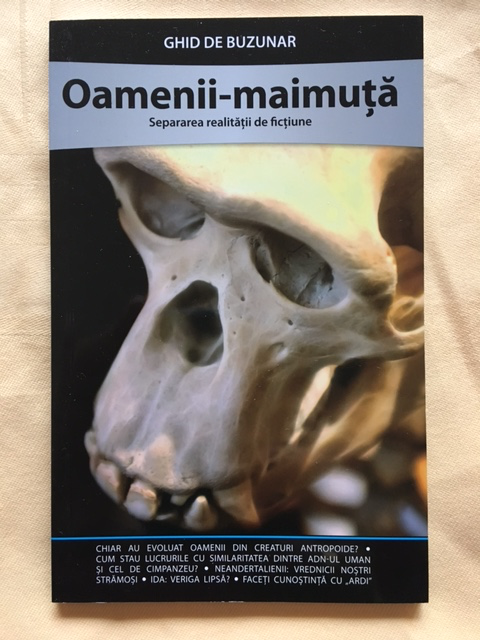 GHID DE BUZUNAR
Oamenii-maimuță
Separarea realității de ficțiune
CHIAR AU EVOLUAT OAMENII DIN CREATURI ANTROPOIDE? •
CUM STAU LUCRURILE CU SIMILARITATEA DINTRE ADN-UL UMAN
ȘI CEL DE CIMPANZEU? • NEANDERTALIENII: VREDNICII NOȘTRI
STRĂMOȘI • IDA: VERIGA LIPSĂ? • FACEȚI CUNOȘTINȚĂ CU „ARDI”